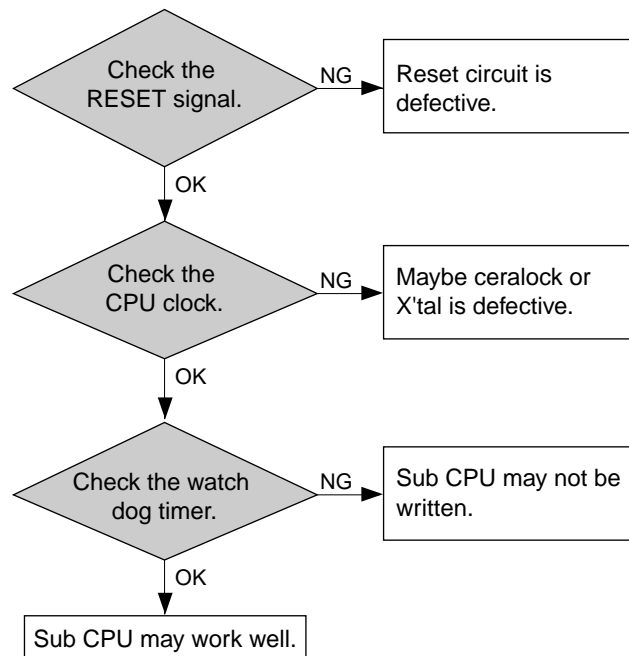 Check the
RESET signal.
NG
Reset circuit is
defective.
OK
Check the
CPU clock.
NG
Maybe ceralock or
X'tal is defective.
OK
Check the watch
dog timer.
NG
Sub CPU may not be
written.
OK
Sub CPU may work well.